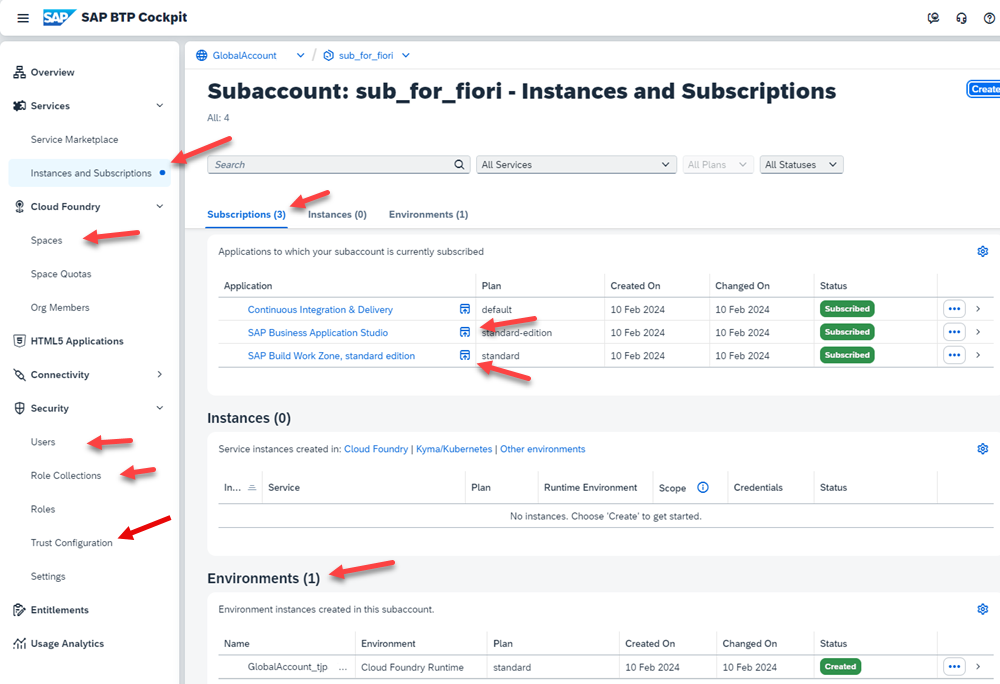 SAP SAP BTP Cockpit
Overview
Services
Service Marketplace
Instances and Subscriptions
Cloud Foundry
Spaces
Space Quotas
Org Members
HTML5 Applications
Connectivity
Security
Users
Role Collections
Roles
Trust Configuration
Settings
Entitlements
Usage Analytics
GlobalAccount / sub_for_fiori
Subaccount: sub_for_fiori - Instances and Subscriptions
Create
All: 4
Search All Services All Plans All Statuses
Subscriptions (3) Instances (0) Environments (1)
Applications to which your subaccount is currently subscribed
Application Plan Created On Changed On Status
Continuous Integration & Delivery default 10 Feb 2024 10 Feb 2024 Subscribed
SAP Business Application Studio standard-edition 10 Feb 2024 10 Feb 2024 Subscribed
SAP Build Work Zone, standard edition standard 10 Feb 2024 10 Feb 2024 Subscribed
Instances (0)
Service instances created in: Cloud Foundry | Kyma/Kubernetes | Other environments
In... Service Plan Runtime Environment Scope Credentials Status
No instances. Choose 'Create' to get started.
Environments (1)
Environment instances created in this subaccount.
Name Environment Plan Created On Changed On Status
GlobalAccount_tjp ... Cloud Foundry Runtime standard 10 Feb 2024 10 Feb 2024 Created